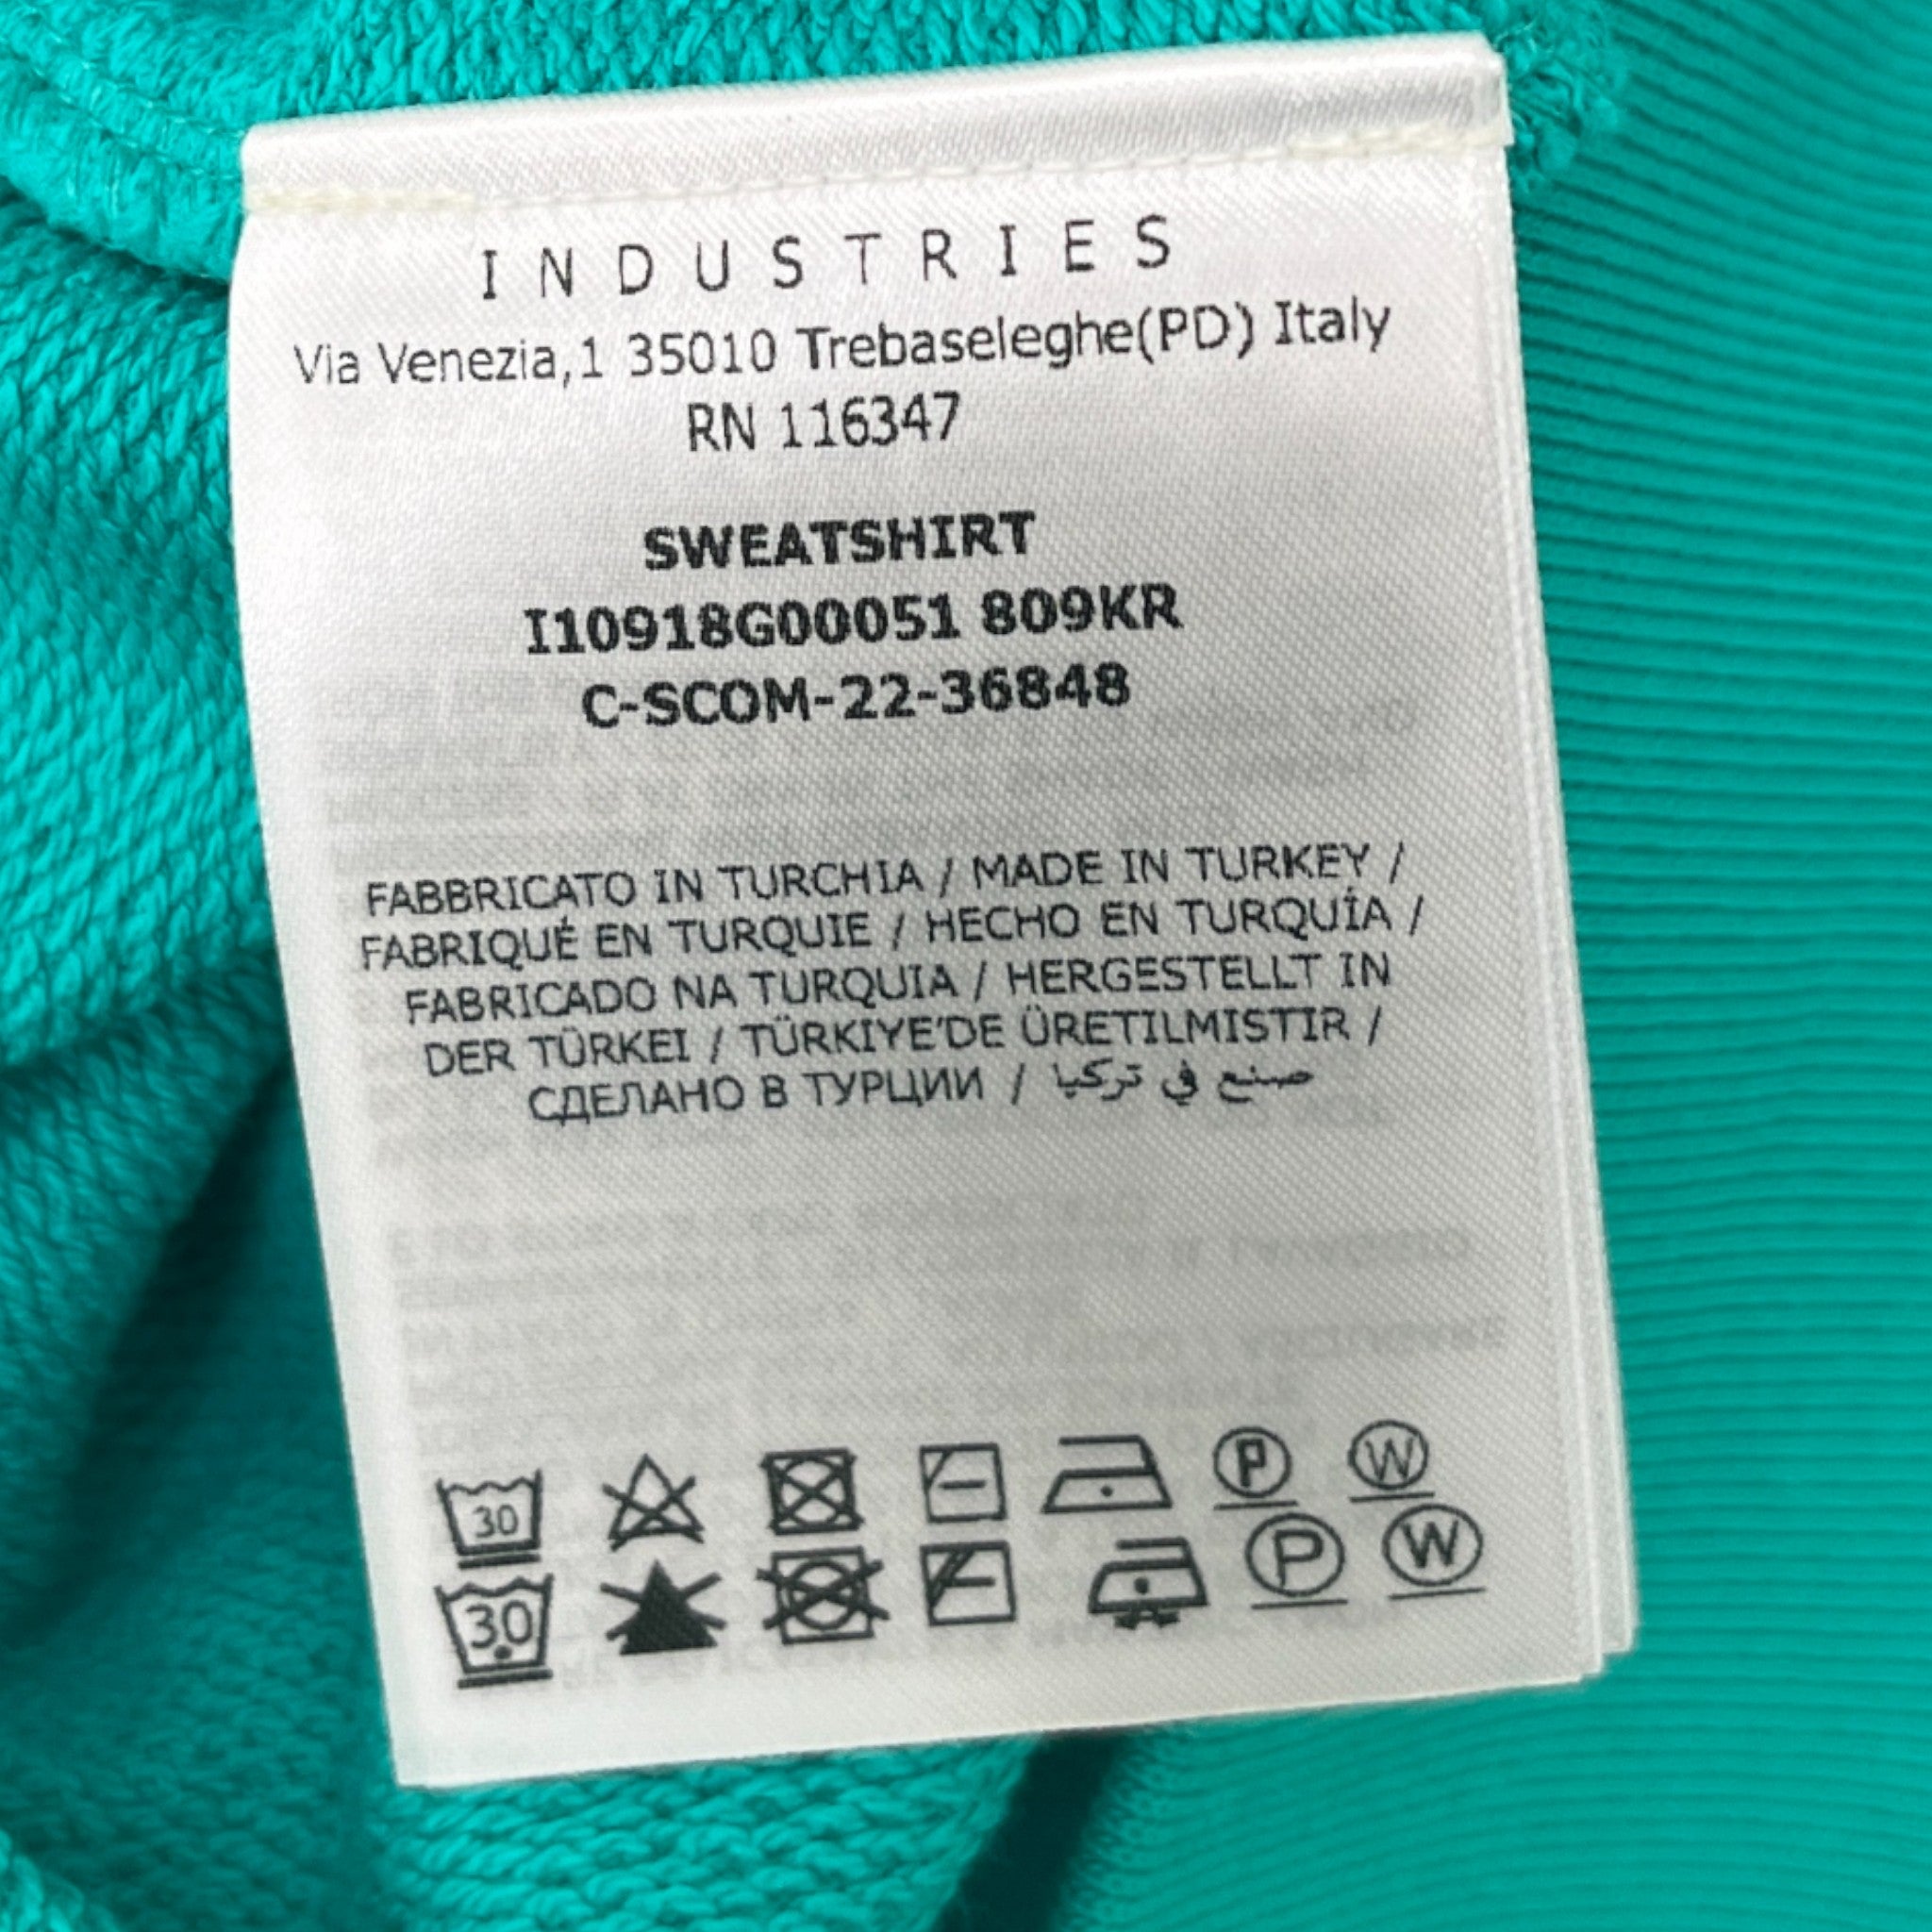 INDUSTRIES
Via Venezia,1 35010 Trebaseleghe(PD) Italy
RN 116347
SWEATSHIRT
I10918G00051 809KR
C-SCOM-22-36848
FABBRICATO IN TURCHIA / MADE IN TURKEY /
FABRIQUÉ EN TURQUIE / HECHO EN TURQUÍA /
FABRICADO NA TURQUIA / HERGESTELLT IN
DER TÜRKEI / TÜRKIYE'DE ÜRETILMISTIR /
СДЕЛАНО В ТУРЦИИ / صنع في تركيا
30 P W
30 P W